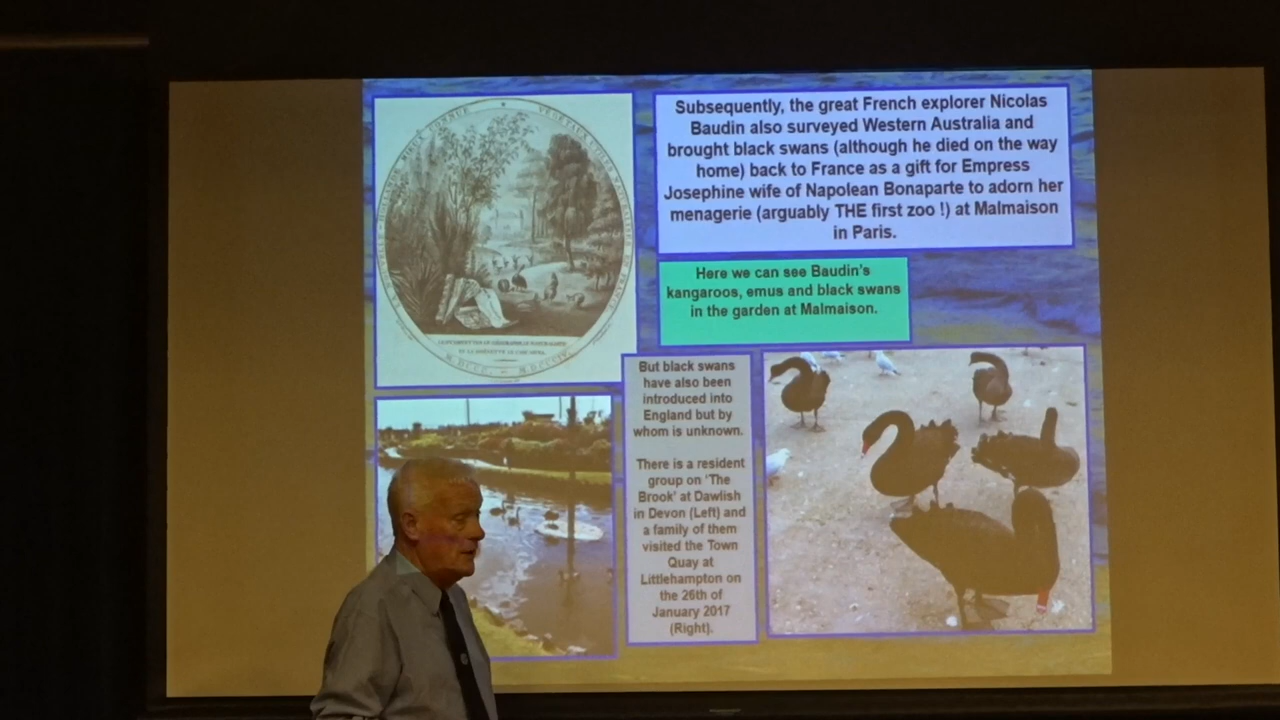 TERRE NAPOLÉON
Subsequently, the great French explorer Nicolas
Baudin also surveyed Western Australia and
brought black swans (although he died on the way
home) back to France as a gift for Empress
Josephine wife of Napolean Bonaparte to adorn her
menagerie (arguably THE first zoo !) at Malmaison
in Paris.
Here we can see Baudin's
kangaroos, emus and black swans
in the garden at Malmaison.
But black swans
have also been
introduced into
England but by
whom is unknown.
There is a resident
group on 'The
Brook' at Dawlish
in Devon (Left) and
a family of them
visited the Town
Quay at
Littlehampton on
the 26th of
January 2017
(Right).